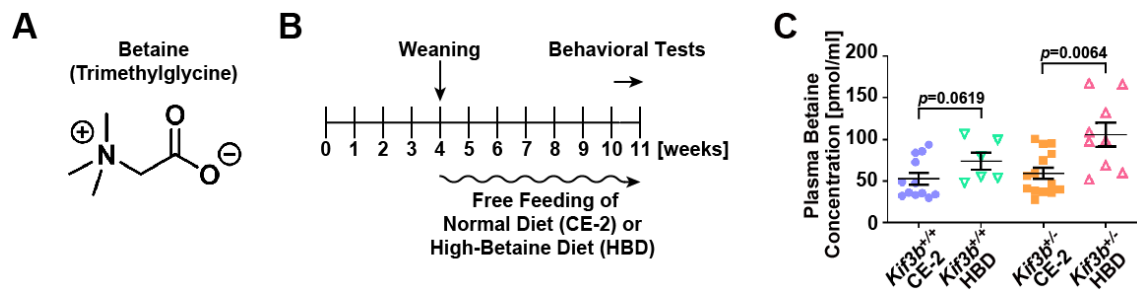 A
Betaine
(Trimethylglycine)
⊕
N
O
O
⊖
B
Weaning
Behavioral Tests
0 1 2 3 4 5 6 7 8 9 10 11 [weeks]
Free Feeding of
Normal Diet (CE-2) or
High-Betaine Diet (HBD)
C
Plasma Betaine
Concentration [pmol/ml]
200
150
100
50
0
p=0.0619
p=0.0064
Kif3b+/+
CE-2
Kif3b+/+
HBD
Kif3b+/-
CE-2
Kif3b+/-
HBD